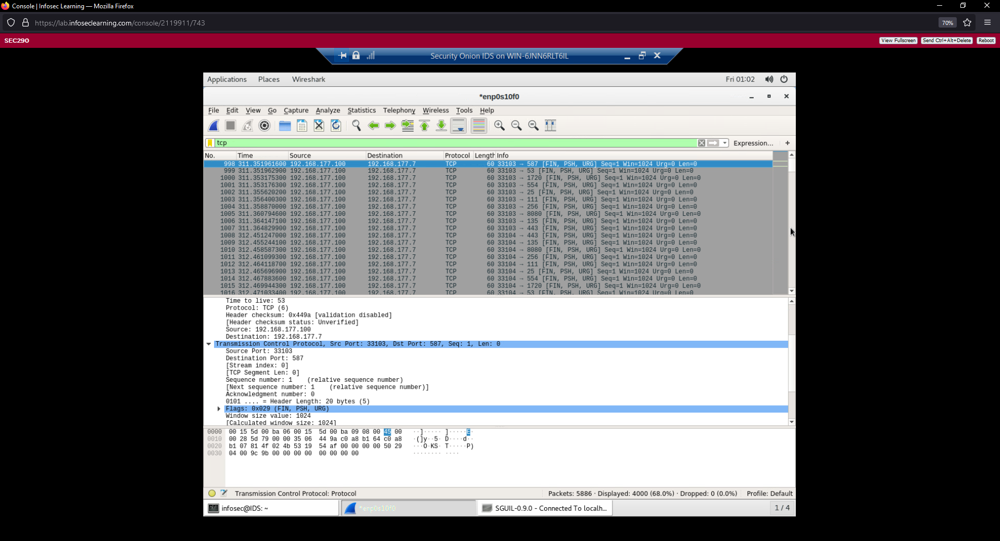 Console | Infosec Learning — Mozilla Firefox
https://lab.infoseclearning.com/console/2119911/743
70%
SEC290
View Fullscreen
Send Ctrl+Alt+Delete
Reboot
Security Onion IDS on WIN-6JNN6RLT6IL
Applications Places Wireshark
Fri 01:02
*enp0s10f0
File Edit View Go Capture Analyze Statistics Telephony Wireless Tools Help
tcp
Expression... +
No. Time Source Destination Protocol Length Info
998 311.351961600 192.168.177.100 192.168.177.7 TCP 60 33103 → 587 [FIN, PSH, URG] Seq=1 Win=1024 Urg=0 Len=0
999 311.351962900 192.168.177.100 192.168.177.7 TCP 60 33103 → 53 [FIN, PSH, URG] Seq=1 Win=1024 Urg=0 Len=0
1000 311.353175300 192.168.177.100 192.168.177.7 TCP 60 33103 → 1720 [FIN, PSH, URG] Seq=1 Win=1024 Urg=0 Len=0
1001 311.353176300 192.168.177.100 192.168.177.7 TCP 60 33103 → 554 [FIN, PSH, URG] Seq=1 Win=1024 Urg=0 Len=0
1002 311.355620200 192.168.177.100 192.168.177.7 TCP 60 33103 → 25 [FIN, PSH, URG] Seq=1 Win=1024 Urg=0 Len=0
1003 311.356400300 192.168.177.100 192.168.177.7 TCP 60 33103 → 111 [FIN, PSH, URG] Seq=1 Win=1024 Urg=0 Len=0
1004 311.358870000 192.168.177.100 192.168.177.7 TCP 60 33103 → 256 [FIN, PSH, URG] Seq=1 Win=1024 Urg=0 Len=0
1005 311.360794600 192.168.177.100 192.168.177.7 TCP 60 33103 → 8080 [FIN, PSH, URG] Seq=1 Win=1024 Urg=0 Len=0
1006 311.364147100 192.168.177.100 192.168.177.7 TCP 60 33103 → 135 [FIN, PSH, URG] Seq=1 Win=1024 Urg=0 Len=0
1007 311.364829900 192.168.177.100 192.168.177.7 TCP 60 33103 → 443 [FIN, PSH, URG] Seq=1 Win=1024 Urg=0 Len=0
1008 312.451247000 192.168.177.100 192.168.177.7 TCP 60 33104 → 443 [FIN, PSH, URG] Seq=1 Win=1024 Urg=0 Len=0
1009 312.455244100 192.168.177.100 192.168.177.7 TCP 60 33104 → 135 [FIN, PSH, URG] Seq=1 Win=1024 Urg=0 Len=0
1010 312.458587300 192.168.177.100 192.168.177.7 TCP 60 33104 → 8080 [FIN, PSH, URG] Seq=1 Win=1024 Urg=0 Len=0
1011 312.461099300 192.168.177.100 192.168.177.7 TCP 60 33104 → 256 [FIN, PSH, URG] Seq=1 Win=1024 Urg=0 Len=0
1012 312.464118700 192.168.177.100 192.168.177.7 TCP 60 33104 → 111 [FIN, PSH, URG] Seq=1 Win=1024 Urg=0 Len=0
1013 312.465696900 192.168.177.100 192.168.177.7 TCP 60 33104 → 25 [FIN, PSH, URG] Seq=1 Win=1024 Urg=0 Len=0
1014 312.467883600 192.168.177.100 192.168.177.7 TCP 60 33104 → 554 [FIN, PSH, URG] Seq=1 Win=1024 Urg=0 Len=0
1015 312.469944300 192.168.177.100 192.168.177.7 TCP 60 33104 → 1720 [FIN, PSH, URG] Seq=1 Win=1024 Urg=0 Len=0
1016 312.471033400 192.168.177.100 192.168.177.7 TCP 60 33104 → 53 [FIN, PSH, URG] Seq=1 Win=1024 Urg=0 Len=0
Time to live: 53
Protocol: TCP (6)
Header checksum: 0x449a [validation disabled]
[Header checksum status: Unverified]
Source: 192.168.177.100
Destination: 192.168.177.7
Transmission Control Protocol, Src Port: 33103, Dst Port: 587, Seq: 1, Len: 0
Source Port: 33103
Destination Port: 587
[Stream index: 0]
[TCP Segment Len: 0]
Sequence number: 1 (relative sequence number)
[Next sequence number: 1 (relative sequence number)]
Acknowledgment number: 0
0101 .... = Header Length: 20 bytes (5)
Flags: 0x029 (FIN, PSH, URG)
Window size value: 1024
[Calculated window size: 1024]
0000 00 15 5d 00 ba 06 00 15 5d 00 ba 09 08 00 45 00 ··]····· ]·····E·
0010 00 28 5d 79 00 00 35 06 44 9a c0 a8 b1 64 c0 a8 ·(]y··5· D····d··
0020 b1 07 81 4f 02 4b 53 19 54 af 00 00 00 00 50 29 ···O·KS· T·····P)
0030 04 00 9c 9b 00 00 00 00 00 00 00 00 ········ ····
Transmission Control Protocol: Protocol
Packets: 5886 · Displayed: 4000 (68.0%) · Dropped: 0 (0.0%)
Profile: Default
infosec@IDS: ~
*enp0s10f0
SGUIL-0.9.0 - Connected To localh...
1 / 4